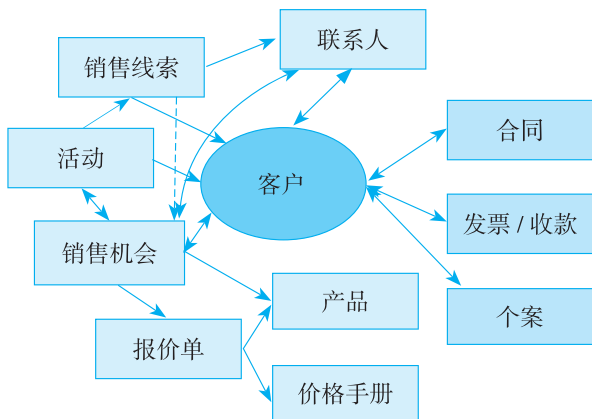 联系人
销售线索
合同
活动
客户
发票 / 收款
销售机会
产品
个案
报价单
价格手册